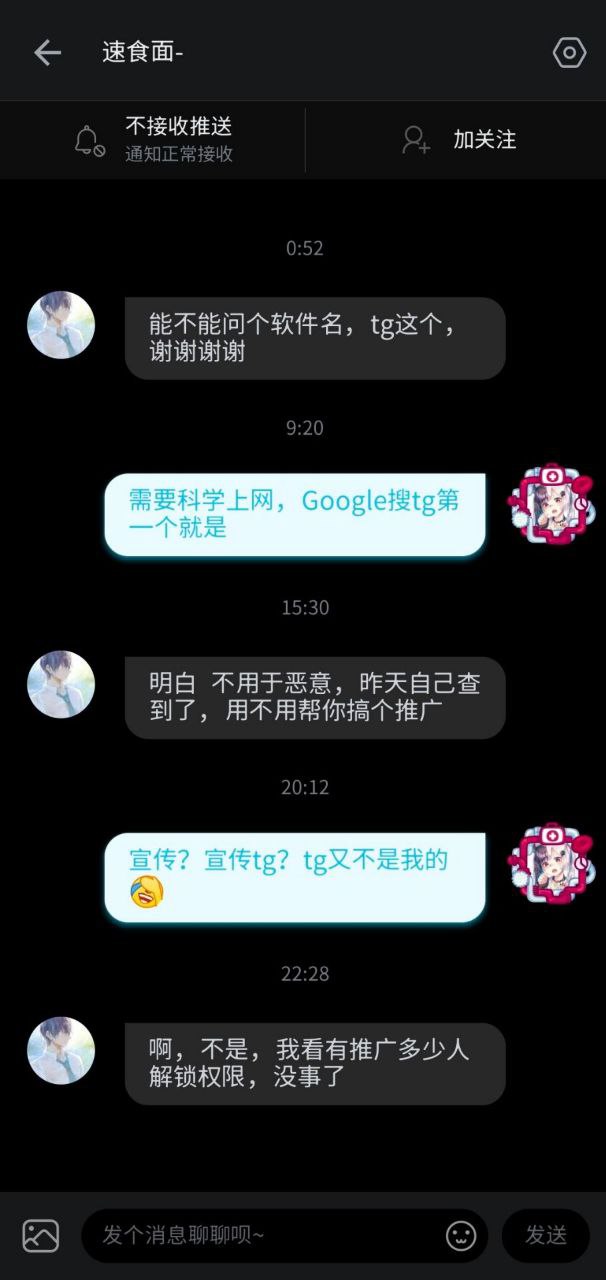 速食面-
不接收推送
通知正常接收
加关注
0:52
能不能问个软件名，tg这个，
谢谢谢谢
9:20
需要科学上网，Google搜tg第
一个就是
15:30
明白 不用于恶意，昨天自己查
到了，用不用帮你搞个推广
20:12
宣传？宣传tg？tg又不是我的
22:28
啊，不是，我看有推广多少人
解锁权限，没事了
发个消息聊聊呗~
发送